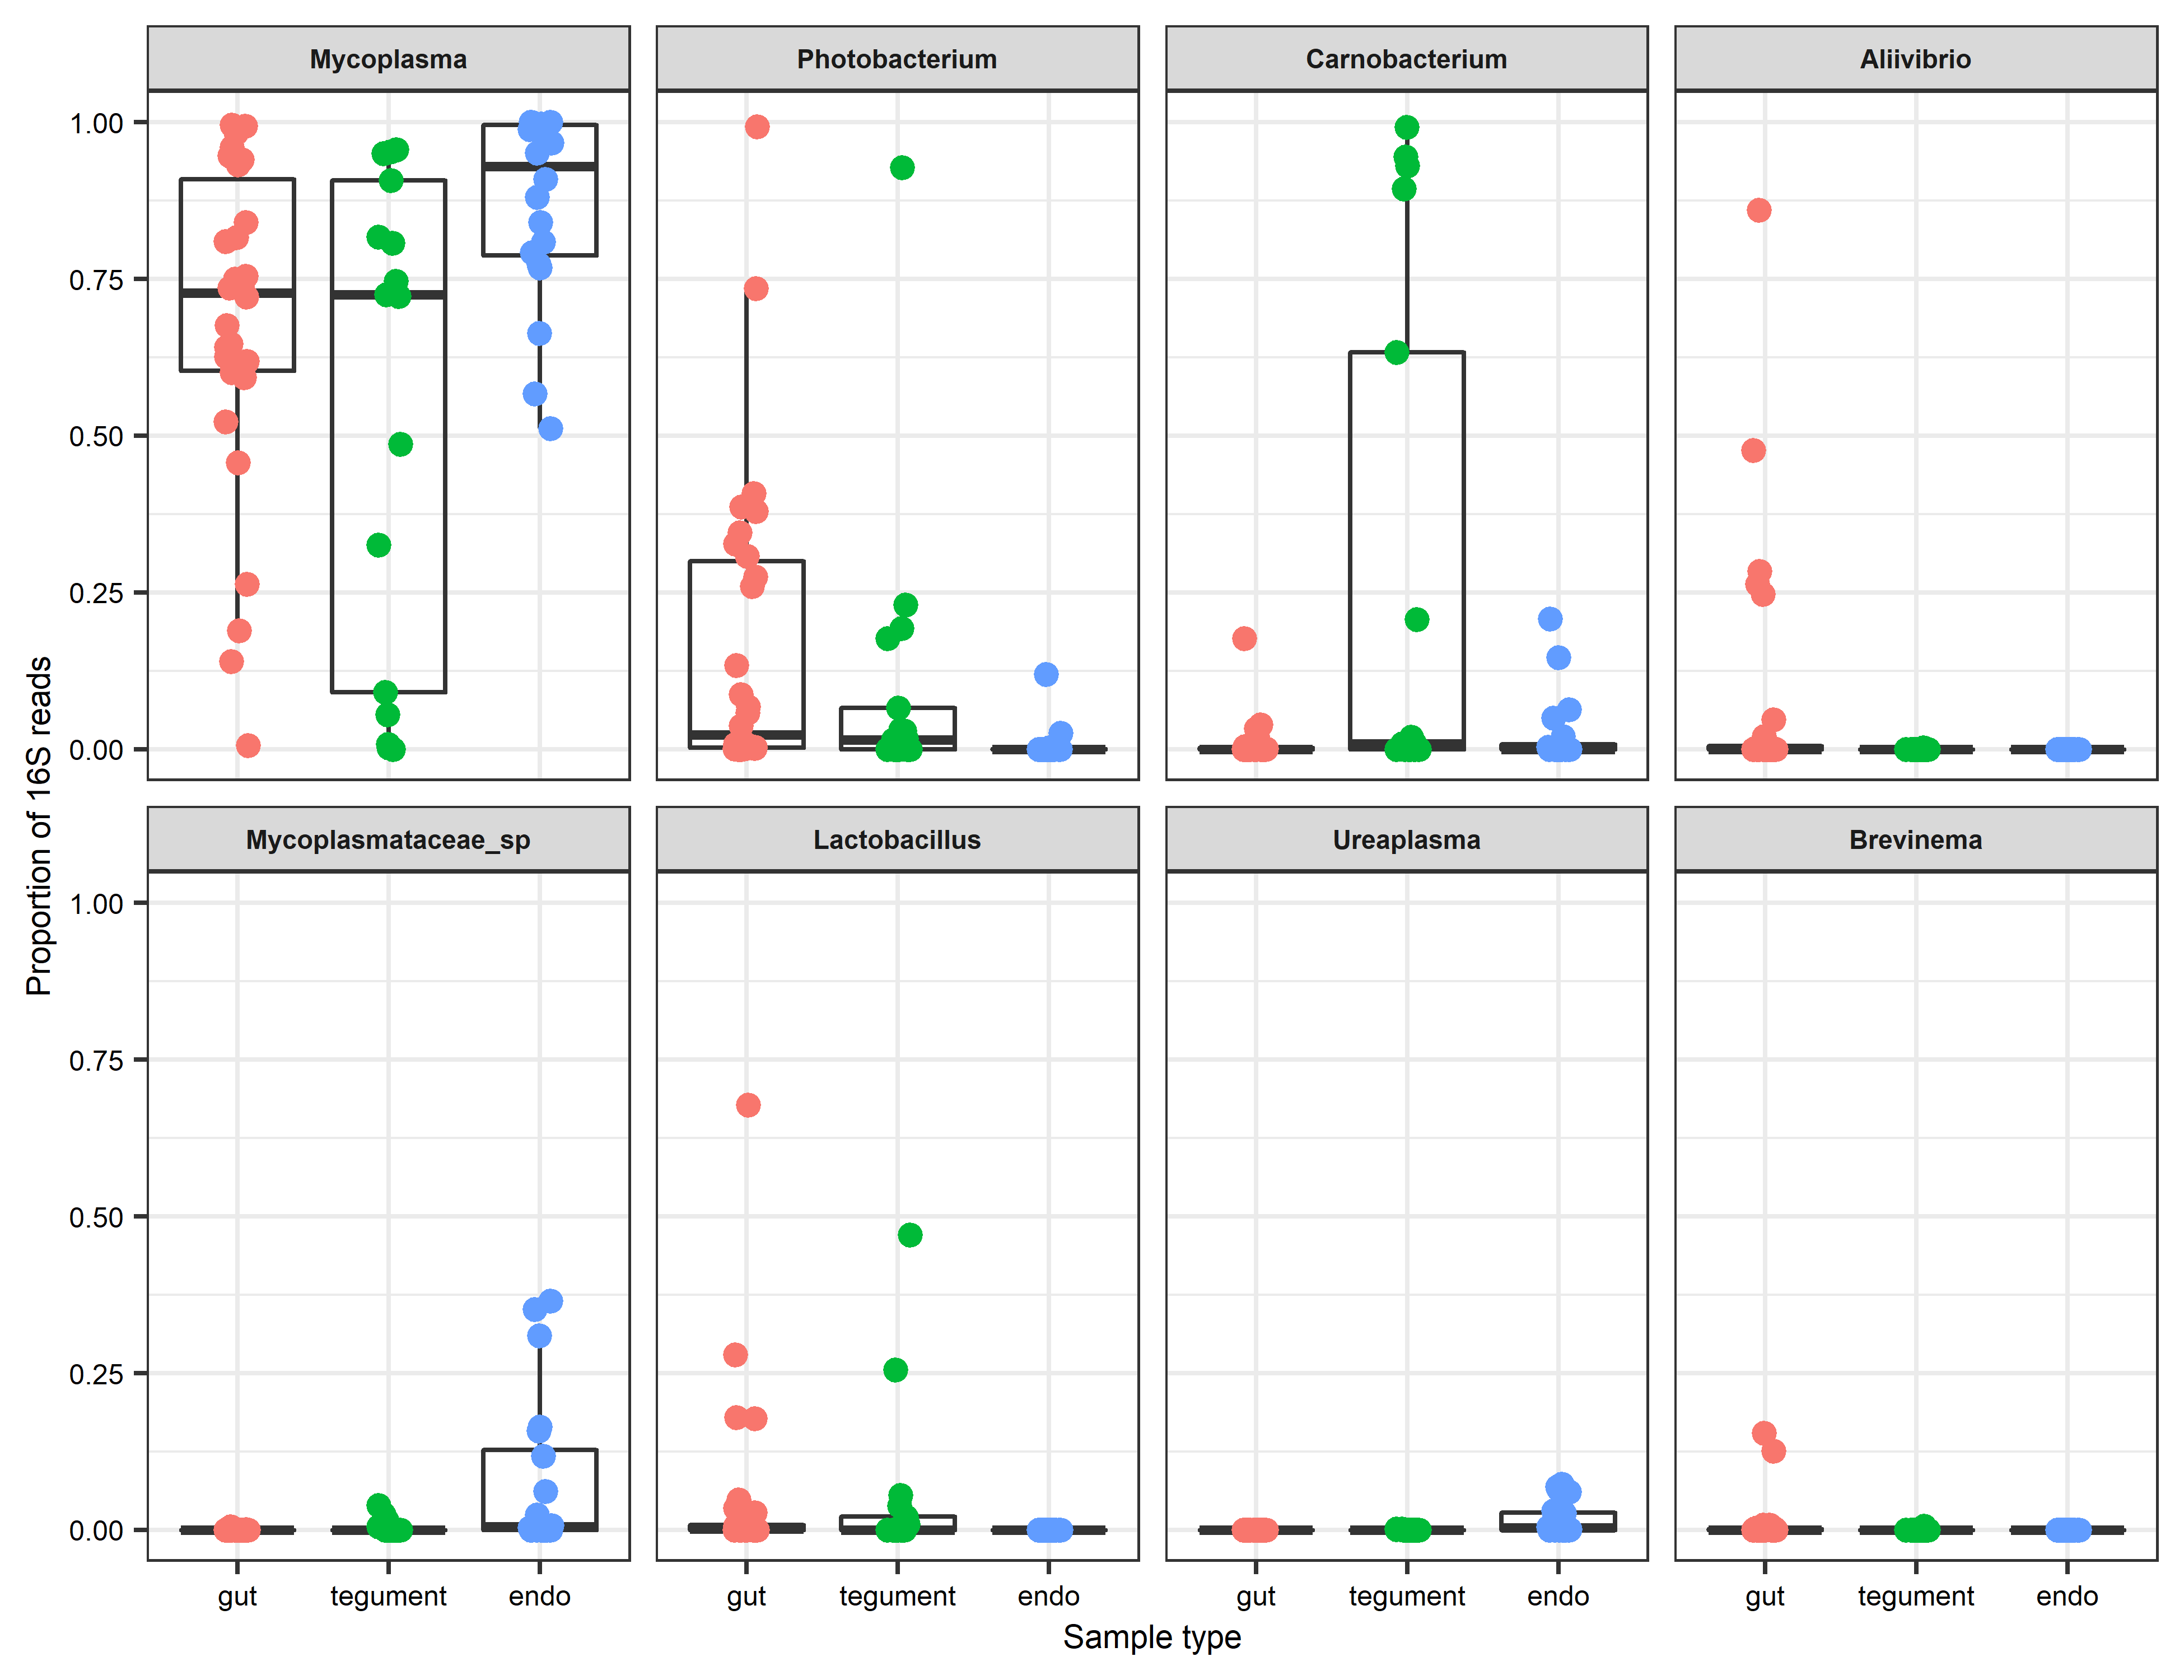 Mycoplasma
Photobacterium
Carnobacterium
Aliivibrio
1.00
0.75
0.50
0.25
0.00
Mycoplasmataceae_sp
Lactobacillus
Ureaplasma
Brevinema
1.00
0.75
0.50
0.25
0.00
Proportion of 16S reads
gut tegument endo
gut tegument endo
gut tegument endo
gut tegument endo
Sample type